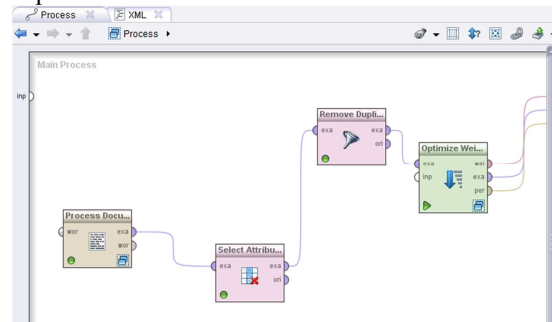 Process
XML
Process
Main Process
inp
Remove Dupli...
exa
exa
ori
Optimize Wei...
exa
wei
inp
exa
per
Process Docu...
wor
exa
wor
Select Attribu...
exa
exa
ori